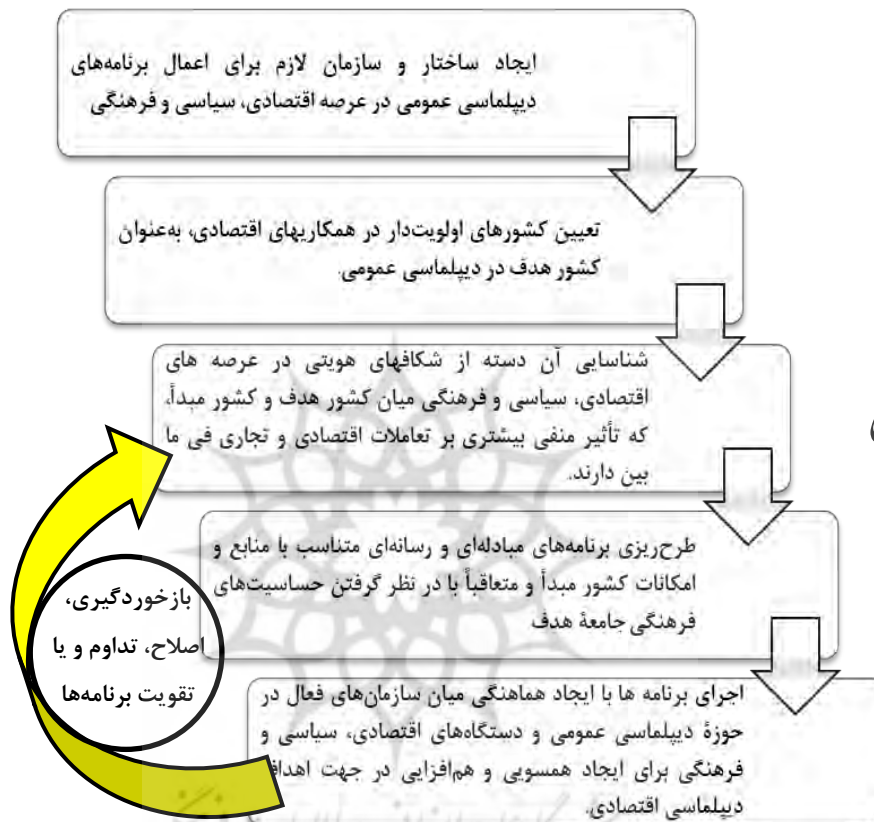 ایجاد ساختار و سازمان لازم برای اعمال برنامه‌های
دیپلماسی عمومی در عرصه اقتصادی، سیاسی و فرهنگی
تعیین کشورهای اولویت‌دار در همکاریهای اقتصادی، به‌عنوان
کشور هدف در دیپلماسی عمومی.
شناسایی آن دسته از شکافهای هویتی در عرصه های
اقتصادی، سیاسی و فرهنگی میان کشور هدف و کشور مبدأ،
که تأثیر منفی بیشتری بر تعاملات اقتصادی و تجاری فی ما
بین دارند.
طرح‌ریزی برنامه‌های مبادله‌ای و رسانه‌ای متناسب با منابع و
امکانات کشور مبدأ و متعاقباً با در نظر گرفتن حساسیت‌های
فرهنگی جامعهٔ هدف
اجرای برنامه ها با ایجاد هماهنگی میان سازمان‌های فعال در
حوزهٔ دیپلماسی عمومی و دستگاه‌های اقتصادی، سیاسی و
فرهنگی برای ایجاد همسویی و هم‌افزایی در جهت اهداف
دیپلماسی اقتصادی.
بازخوردگیری،
اصلاح، تداوم و یا
تقویت برنامه‌ها